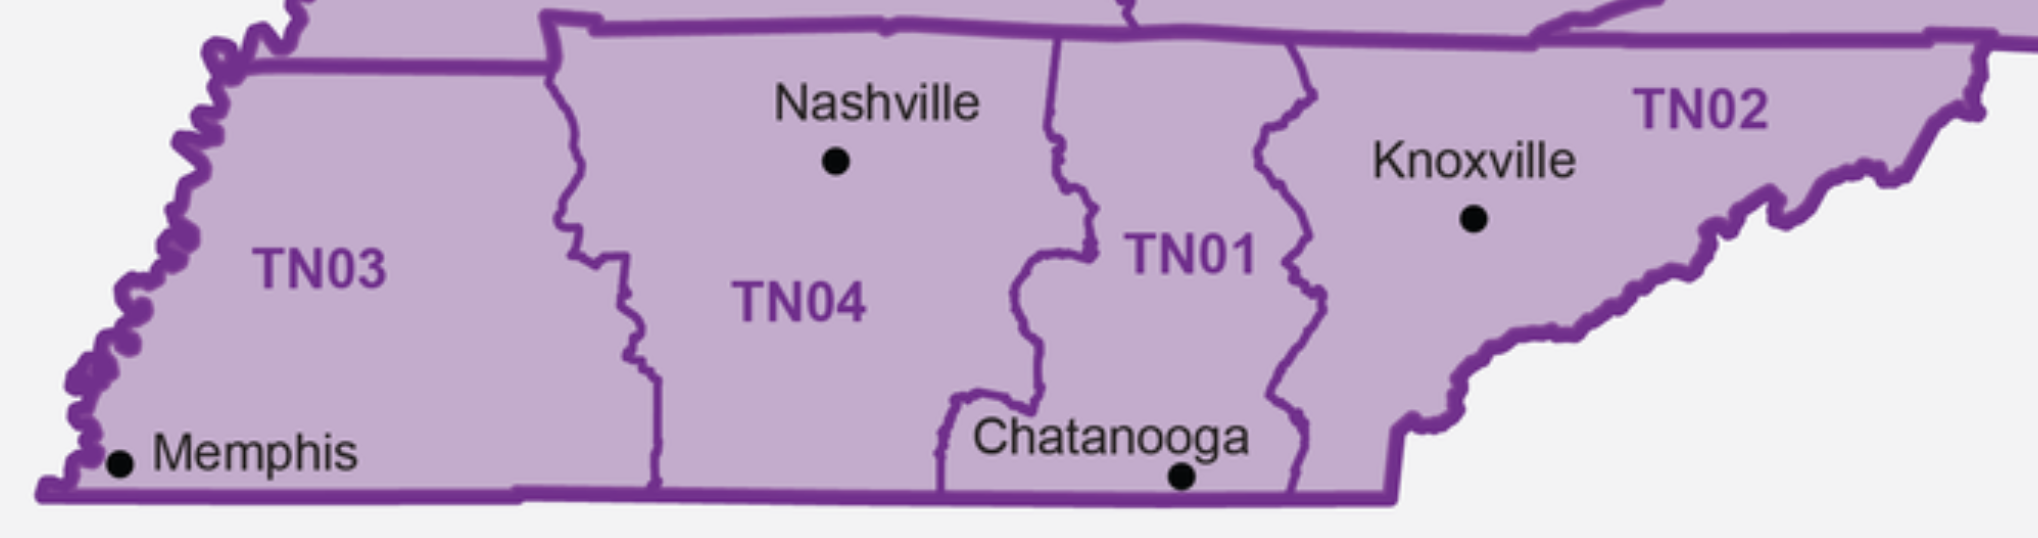 Nashville
TN02
Knoxville
TN03
TN01
TN04
Chatanooga
Memphis